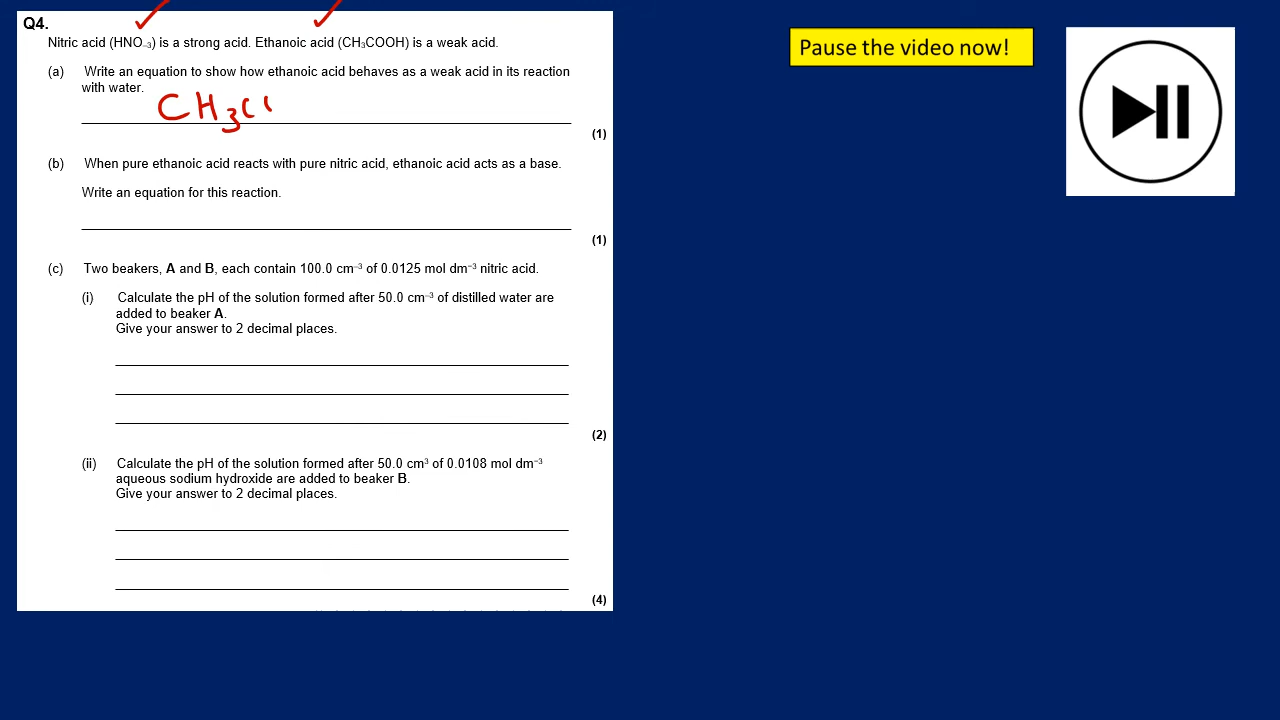 Q4.
Nitric acid (HNO₋₃) is a strong acid. Ethanoic acid (CH₃COOH) is a weak acid.
Pause the video now!
(a) Write an equation to show how ethanoic acid behaves as a weak acid in its reaction
with water.
CH₃C
(1)
(b) When pure ethanoic acid reacts with pure nitric acid, ethanoic acid acts as a base.
Write an equation for this reaction.
(1)
(c) Two beakers, A and B, each contain 100.0 cm⁻³ of 0.0125 mol dm⁻³ nitric acid.
(i) Calculate the pH of the solution formed after 50.0 cm⁻³ of distilled water are
added to beaker A.
Give your answer to 2 decimal places.
(2)
(ii) Calculate the pH of the solution formed after 50.0 cm³ of 0.0108 mol dm⁻³
aqueous sodium hydroxide are added to beaker B.
Give your answer to 2 decimal places.
(4)